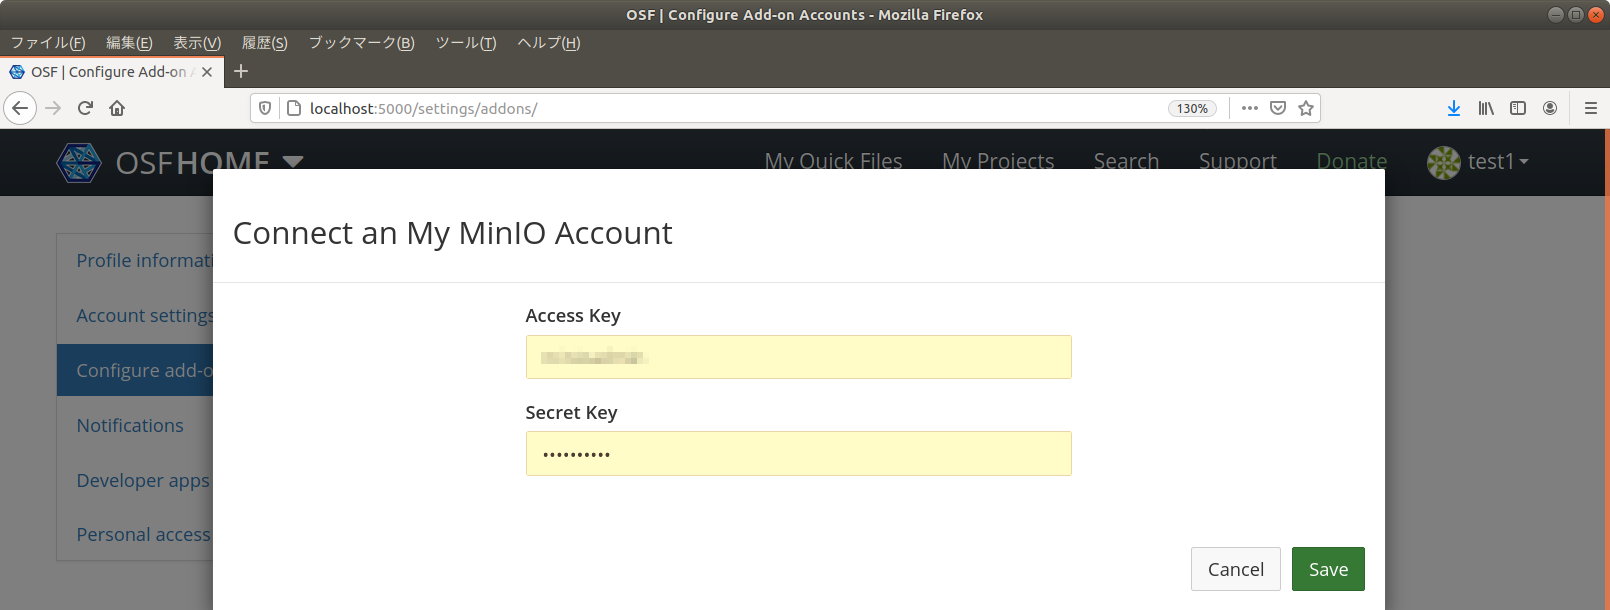 OSF | Configure Add-on Accounts - Mozilla Firefox
ファイル(F) 編集(E) 表示(V) 履歴(S) ブックマーク(B) ツール(T) ヘルプ(H)
OSF | Configure Add-on
localhost:5000/settings/addons/ 130%
OSFHOME My Quick Files My Projects Search Support Donate test1
Connect an My MinIO Account
Profile informati
Access Key
Account settings
Configure add-o
Secret Key
Notifications
••••••••••
Developer apps
Personal access
Cancel Save